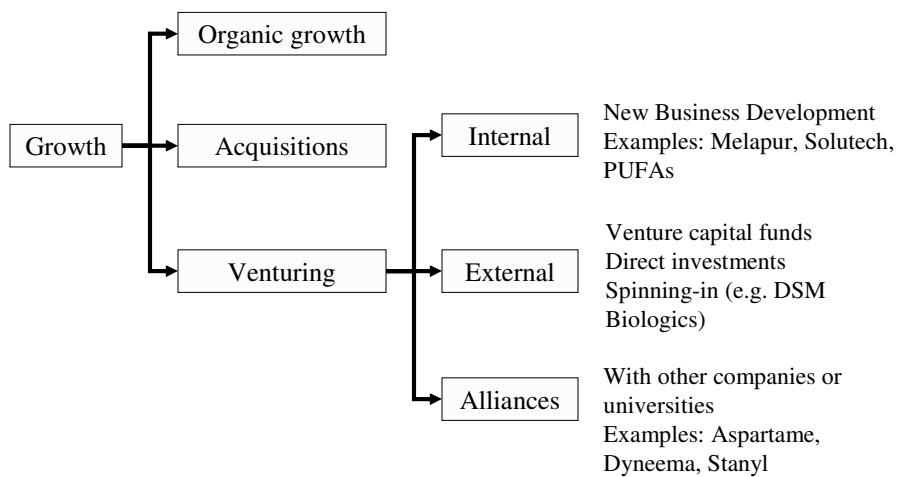 Organic growth
Growth
Acquisitions
Venturing
Internal
New Business Development
Examples: Melapur, Solutech,
PUFAs
External
Venture capital funds
Direct investments
Spinning-in (e.g. DSM
Biologics)
Alliances
With other companies or
universities
Examples: Aspartame,
Dyneema, Stanyl